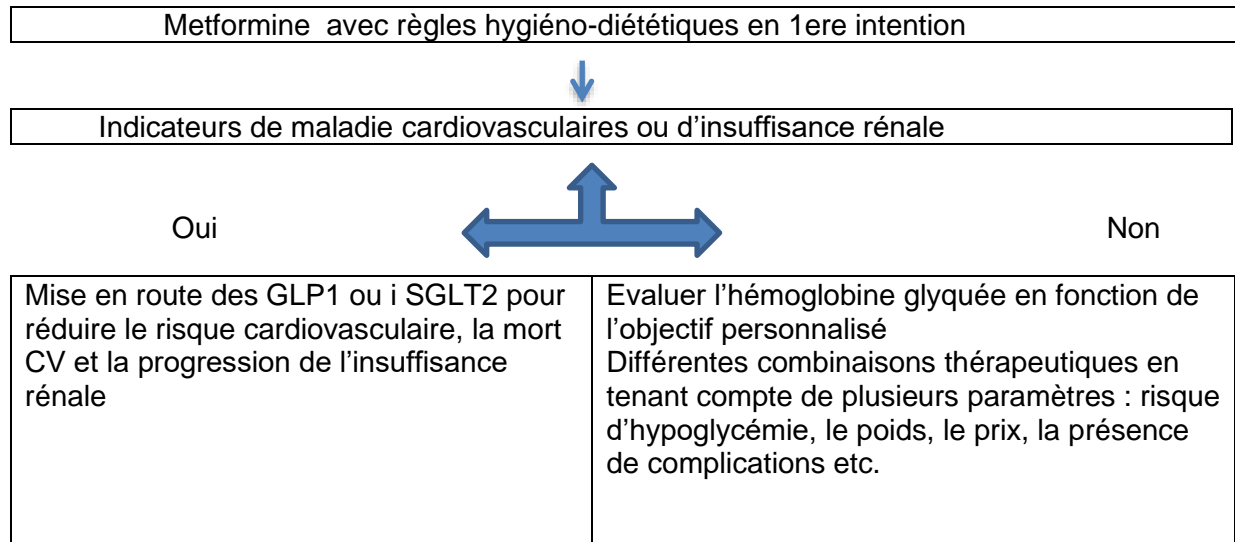 Metformine avec règles hygiéno-diététiques en 1ere intention
Indicateurs de maladie cardiovasculaires ou d'insuffisance rénale
Oui
Non
Mise en route des GLP1 ou i SGLT2 pour
réduire le risque cardiovasculaire, la mort
CV et la progression de l'insuffisance
rénale
Evaluer l'hémoglobine glyquée en fonction de
l'objectif personnalisé
Différentes combinaisons thérapeutiques en
tenant compte de plusieurs paramètres : risque
d'hypoglycémie, le poids, le prix, la présence
de complications etc.